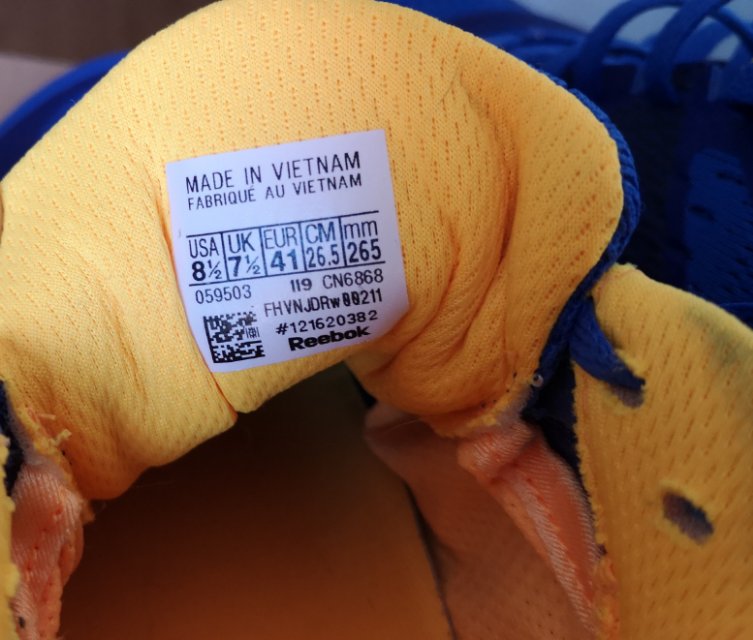 MADE IN VIETNAM
FABRIQUÉ AU VIETNAM
USA UK EUR CM mm
8½ 7½ 41 26.5 265
059503 119 CN6868
FHVNJDRw00211
#121620382
Reebok